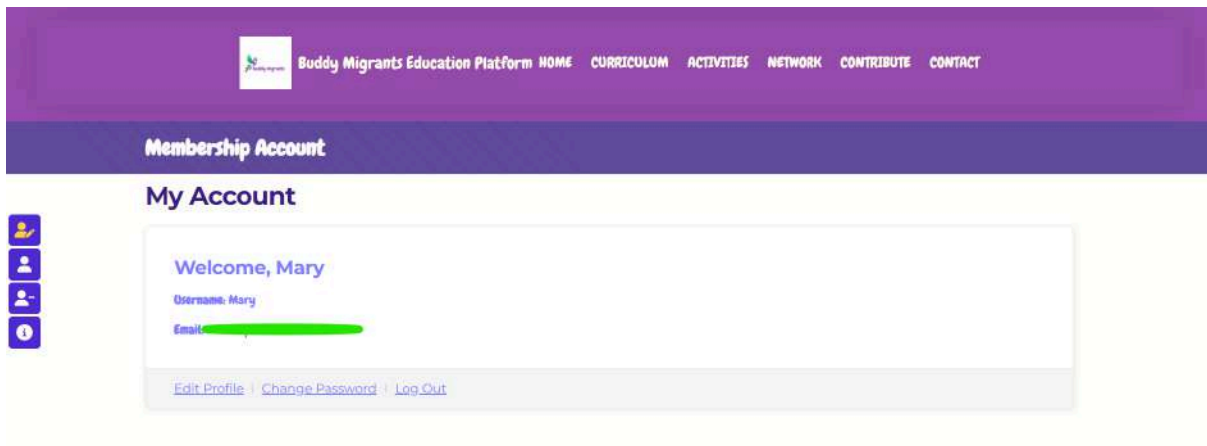 Buddy Migrants Education Platform HOME CURRICULUM ACTIVITIES NETWORK CONTRIBUTE CONTACT
Membership Account
My Account
Welcome, Mary
Username: Mary
Email:
Edit Profile | Change Password | Log Out